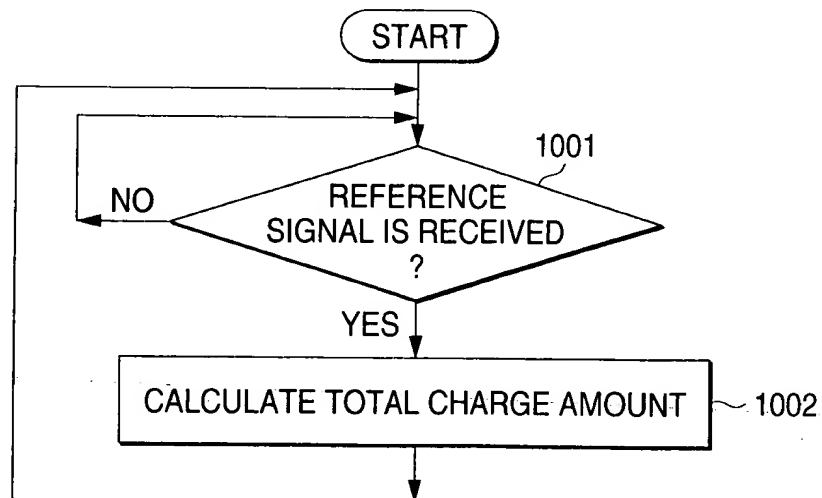 START
1001
REFERENCE
SIGNAL IS RECEIVED
?
NO
YES
CALCULATE TOTAL CHARGE AMOUNT
1002